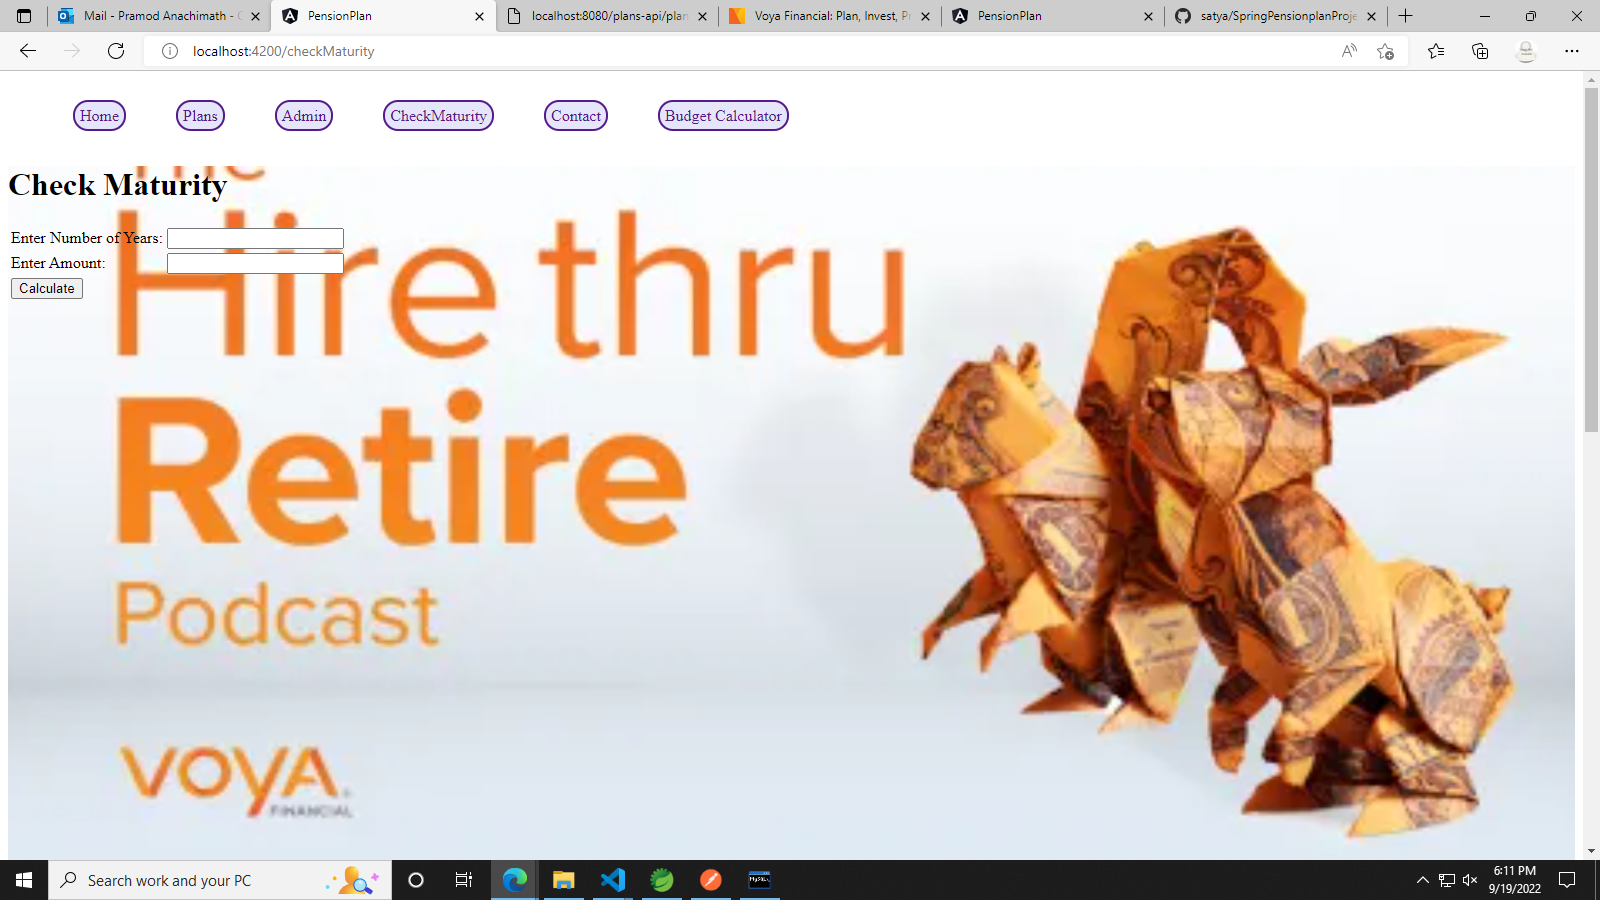 Mail - Pramod Anachimath - O
PensionPlan
localhost:8080/plans-api/plan
Voya Financial: Plan, Invest, Pr
PensionPlan
satya/SpringPensionplanProje
localhost:4200/checkMaturity
Home
Plans
Admin
CheckMaturity
Contact
Budget Calculator
Check Maturity
Enter Number of Years:
Enter Amount:
Calculate
Hire thru
Retire
Podcast
VOYA
FINANCIAL
Search work and your PC
6:11 PM
9/19/2022